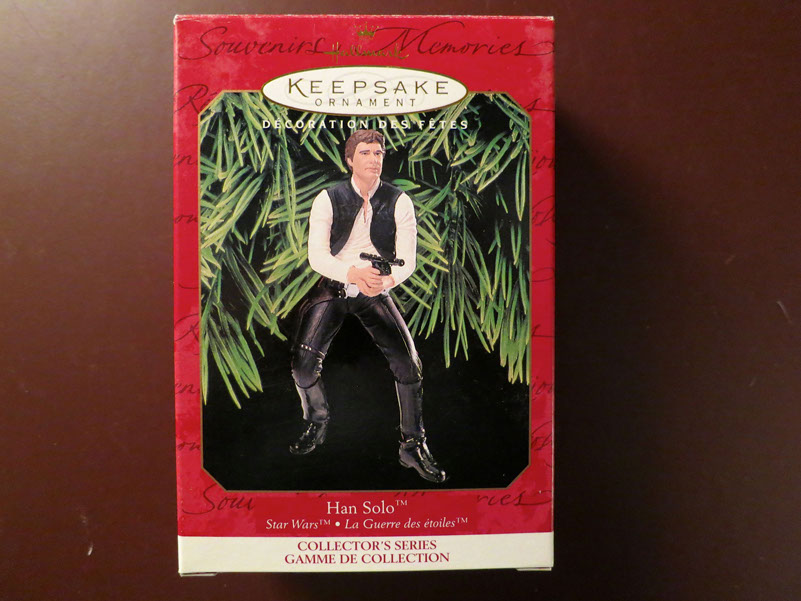 Souvenirs Memories
Hallmark
KEEPSAKE
ORNAMENT
DÉCORATION DES FÊTES
Han Solo™
Star Wars™ • La Guerre des étoiles™
COLLECTOR'S SERIES
GAMME DE COLLECTION